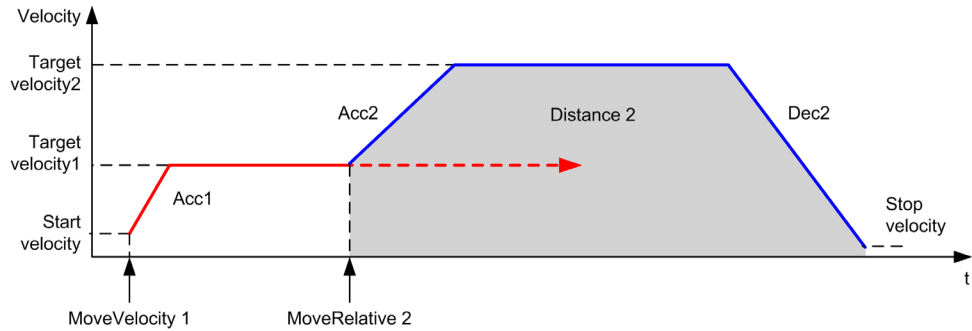 Velocity
Target
velocity2
Acc2
Distance 2
Dec2
Target
velocity1
Acc1
Start
velocity
Stop
velocity
t
MoveVelocity 1
MoveRelative 2